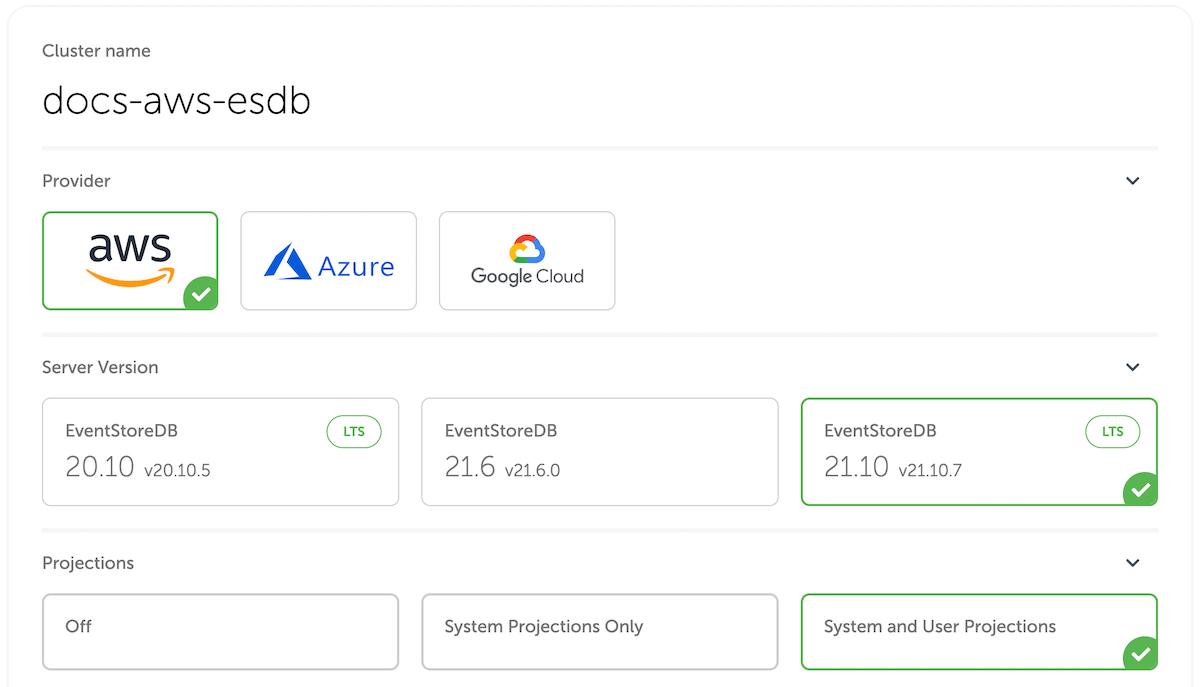 Cluster name
docs-aws-esdb
Provider
aws
Azure
Google Cloud
Server Version
EventStoreDB LTS
20.10 v20.10.5
EventStoreDB
21.6 v21.6.0
EventStoreDB LTS
21.10 v21.10.7
Projections
Off
System Projections Only
System and User Projections